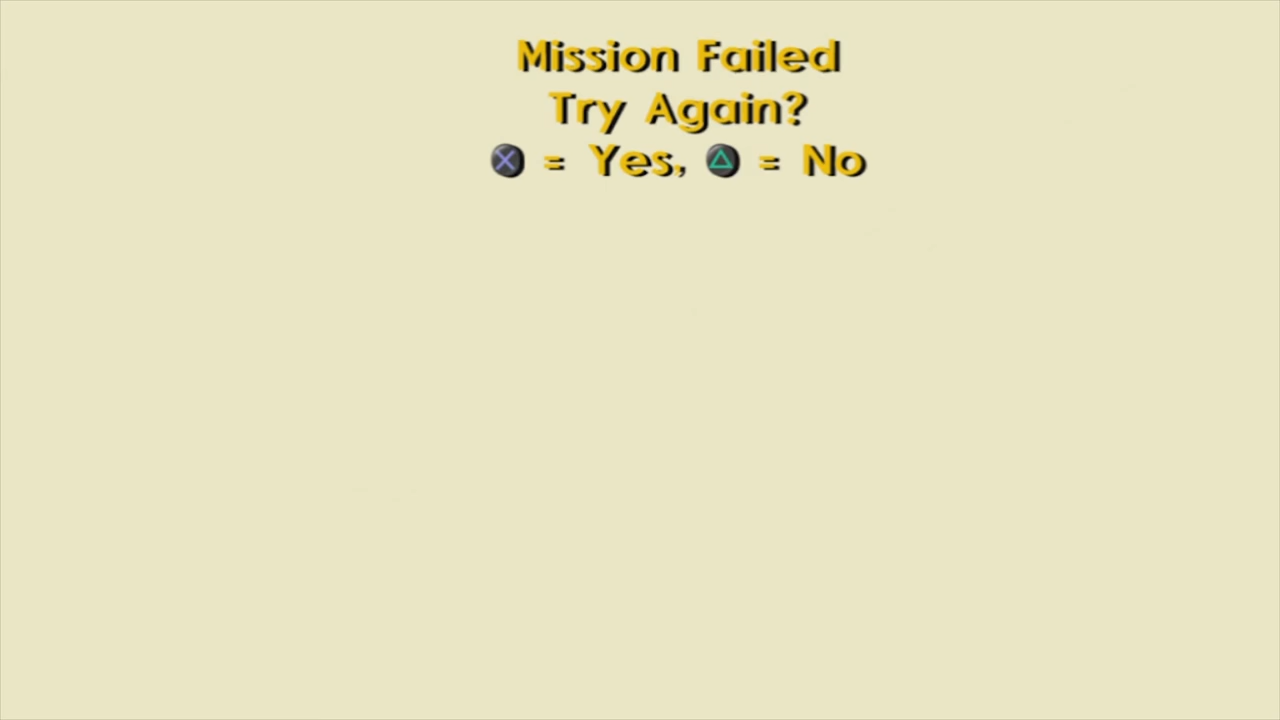 Mission Failed
Try Again?
= Yes, = No